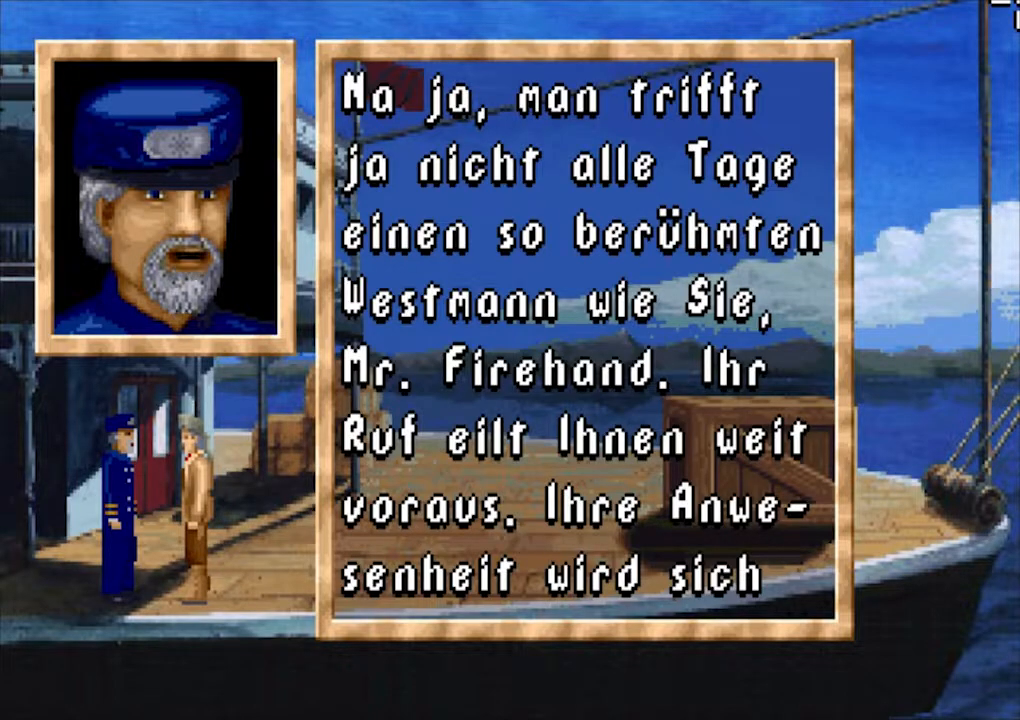 Na ja, man trifft
ja nicht alle Tage
einen so berühmten
Westmann wie Sie,
Mr. Firehand. Ihr
Ruf eilt Ihnen weit
voraus. Ihre Anwe-
senheit wird sich